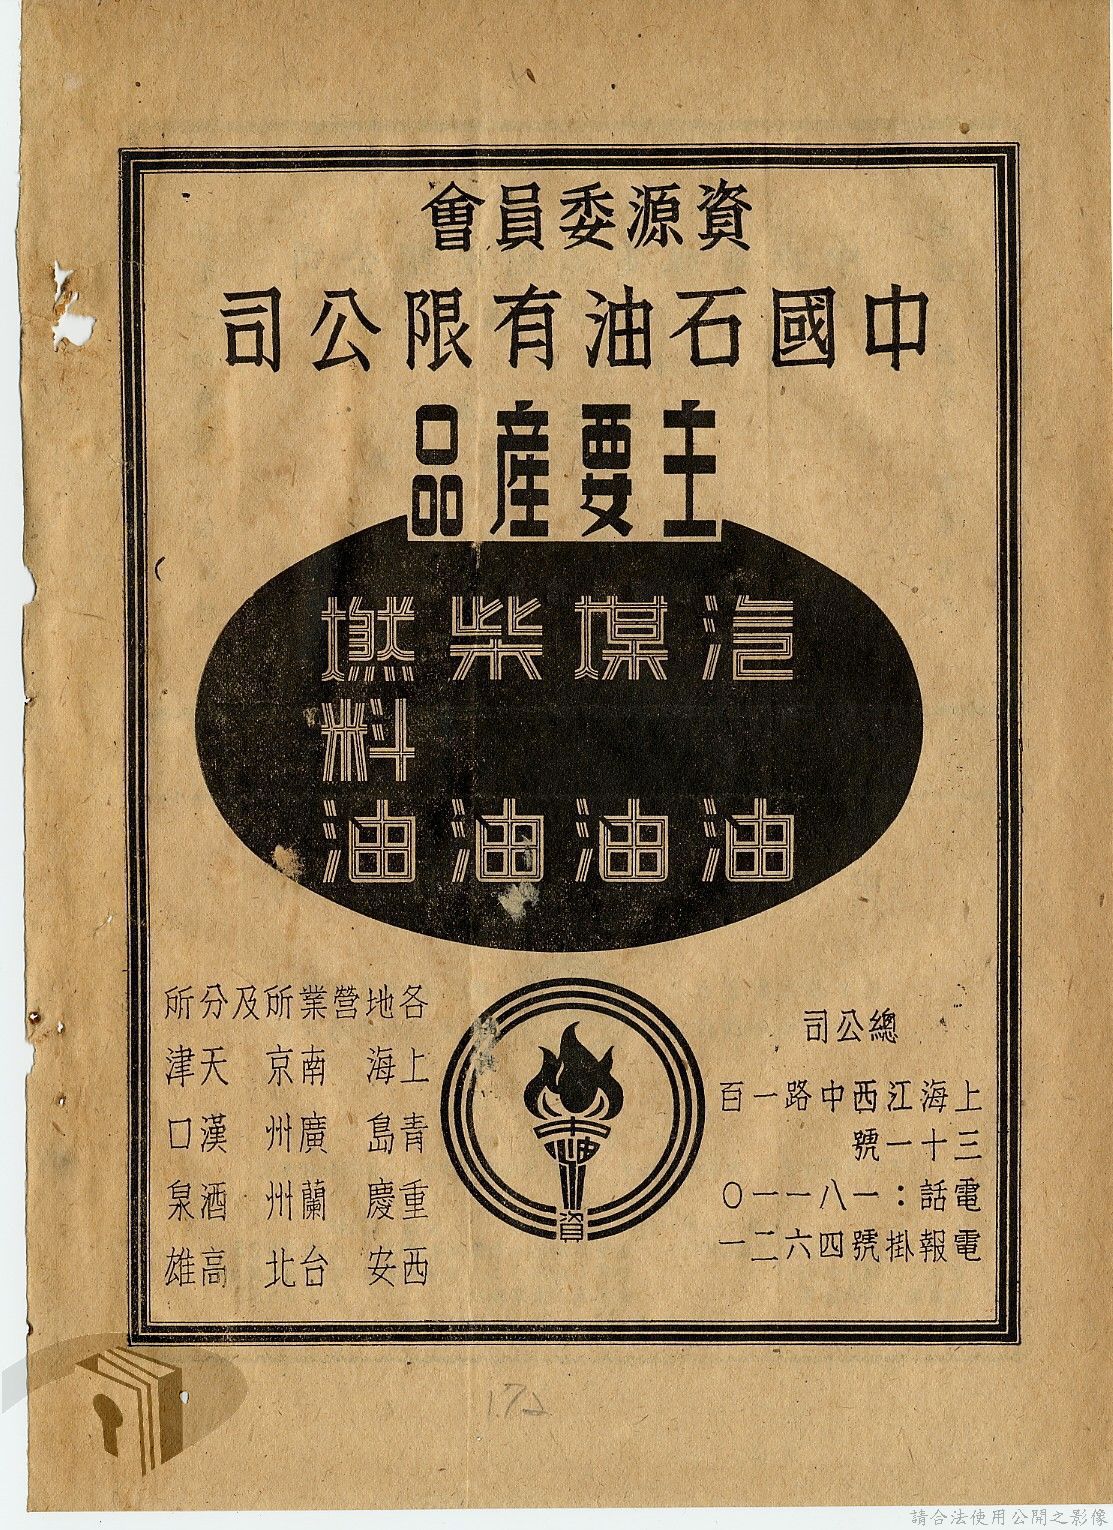 資源委員會
中國石油有限公司
主要產品
汽油
煤油
柴油
燃料油
總公司
上海江西中路一百
三十一號
電話：一八一一〇
電報掛號四六二一
資
各地營業所及分所
上海 南京 天津
青島 廣州 漢口
重慶 蘭州 酒泉
西安 台北 高雄
172
請合法使用公開之影像